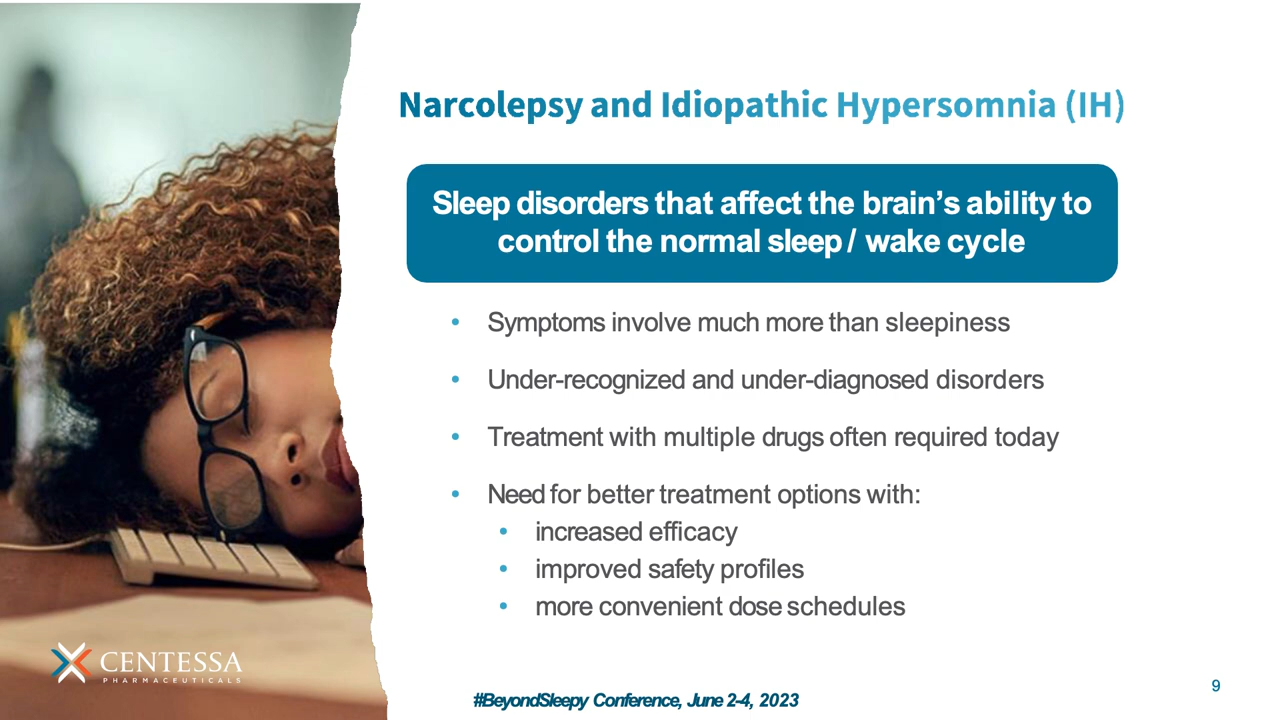 Narcolepsy and Idiopathic Hypersomnia (IH)
Sleep disorders that affect the brain’s ability to
control the normal sleep / wake cycle
• Symptoms involve much more than sleepiness
• Under-recognized and under-diagnosed disorders
• Treatment with multiple drugs often required today
• Need for better treatment options with:
• increased efficacy
• improved safety profiles
• more convenient dose schedules
CENTESSA
PHARMACEUTICALS
#BeyondSleepy Conference, June 2-4, 2023
9